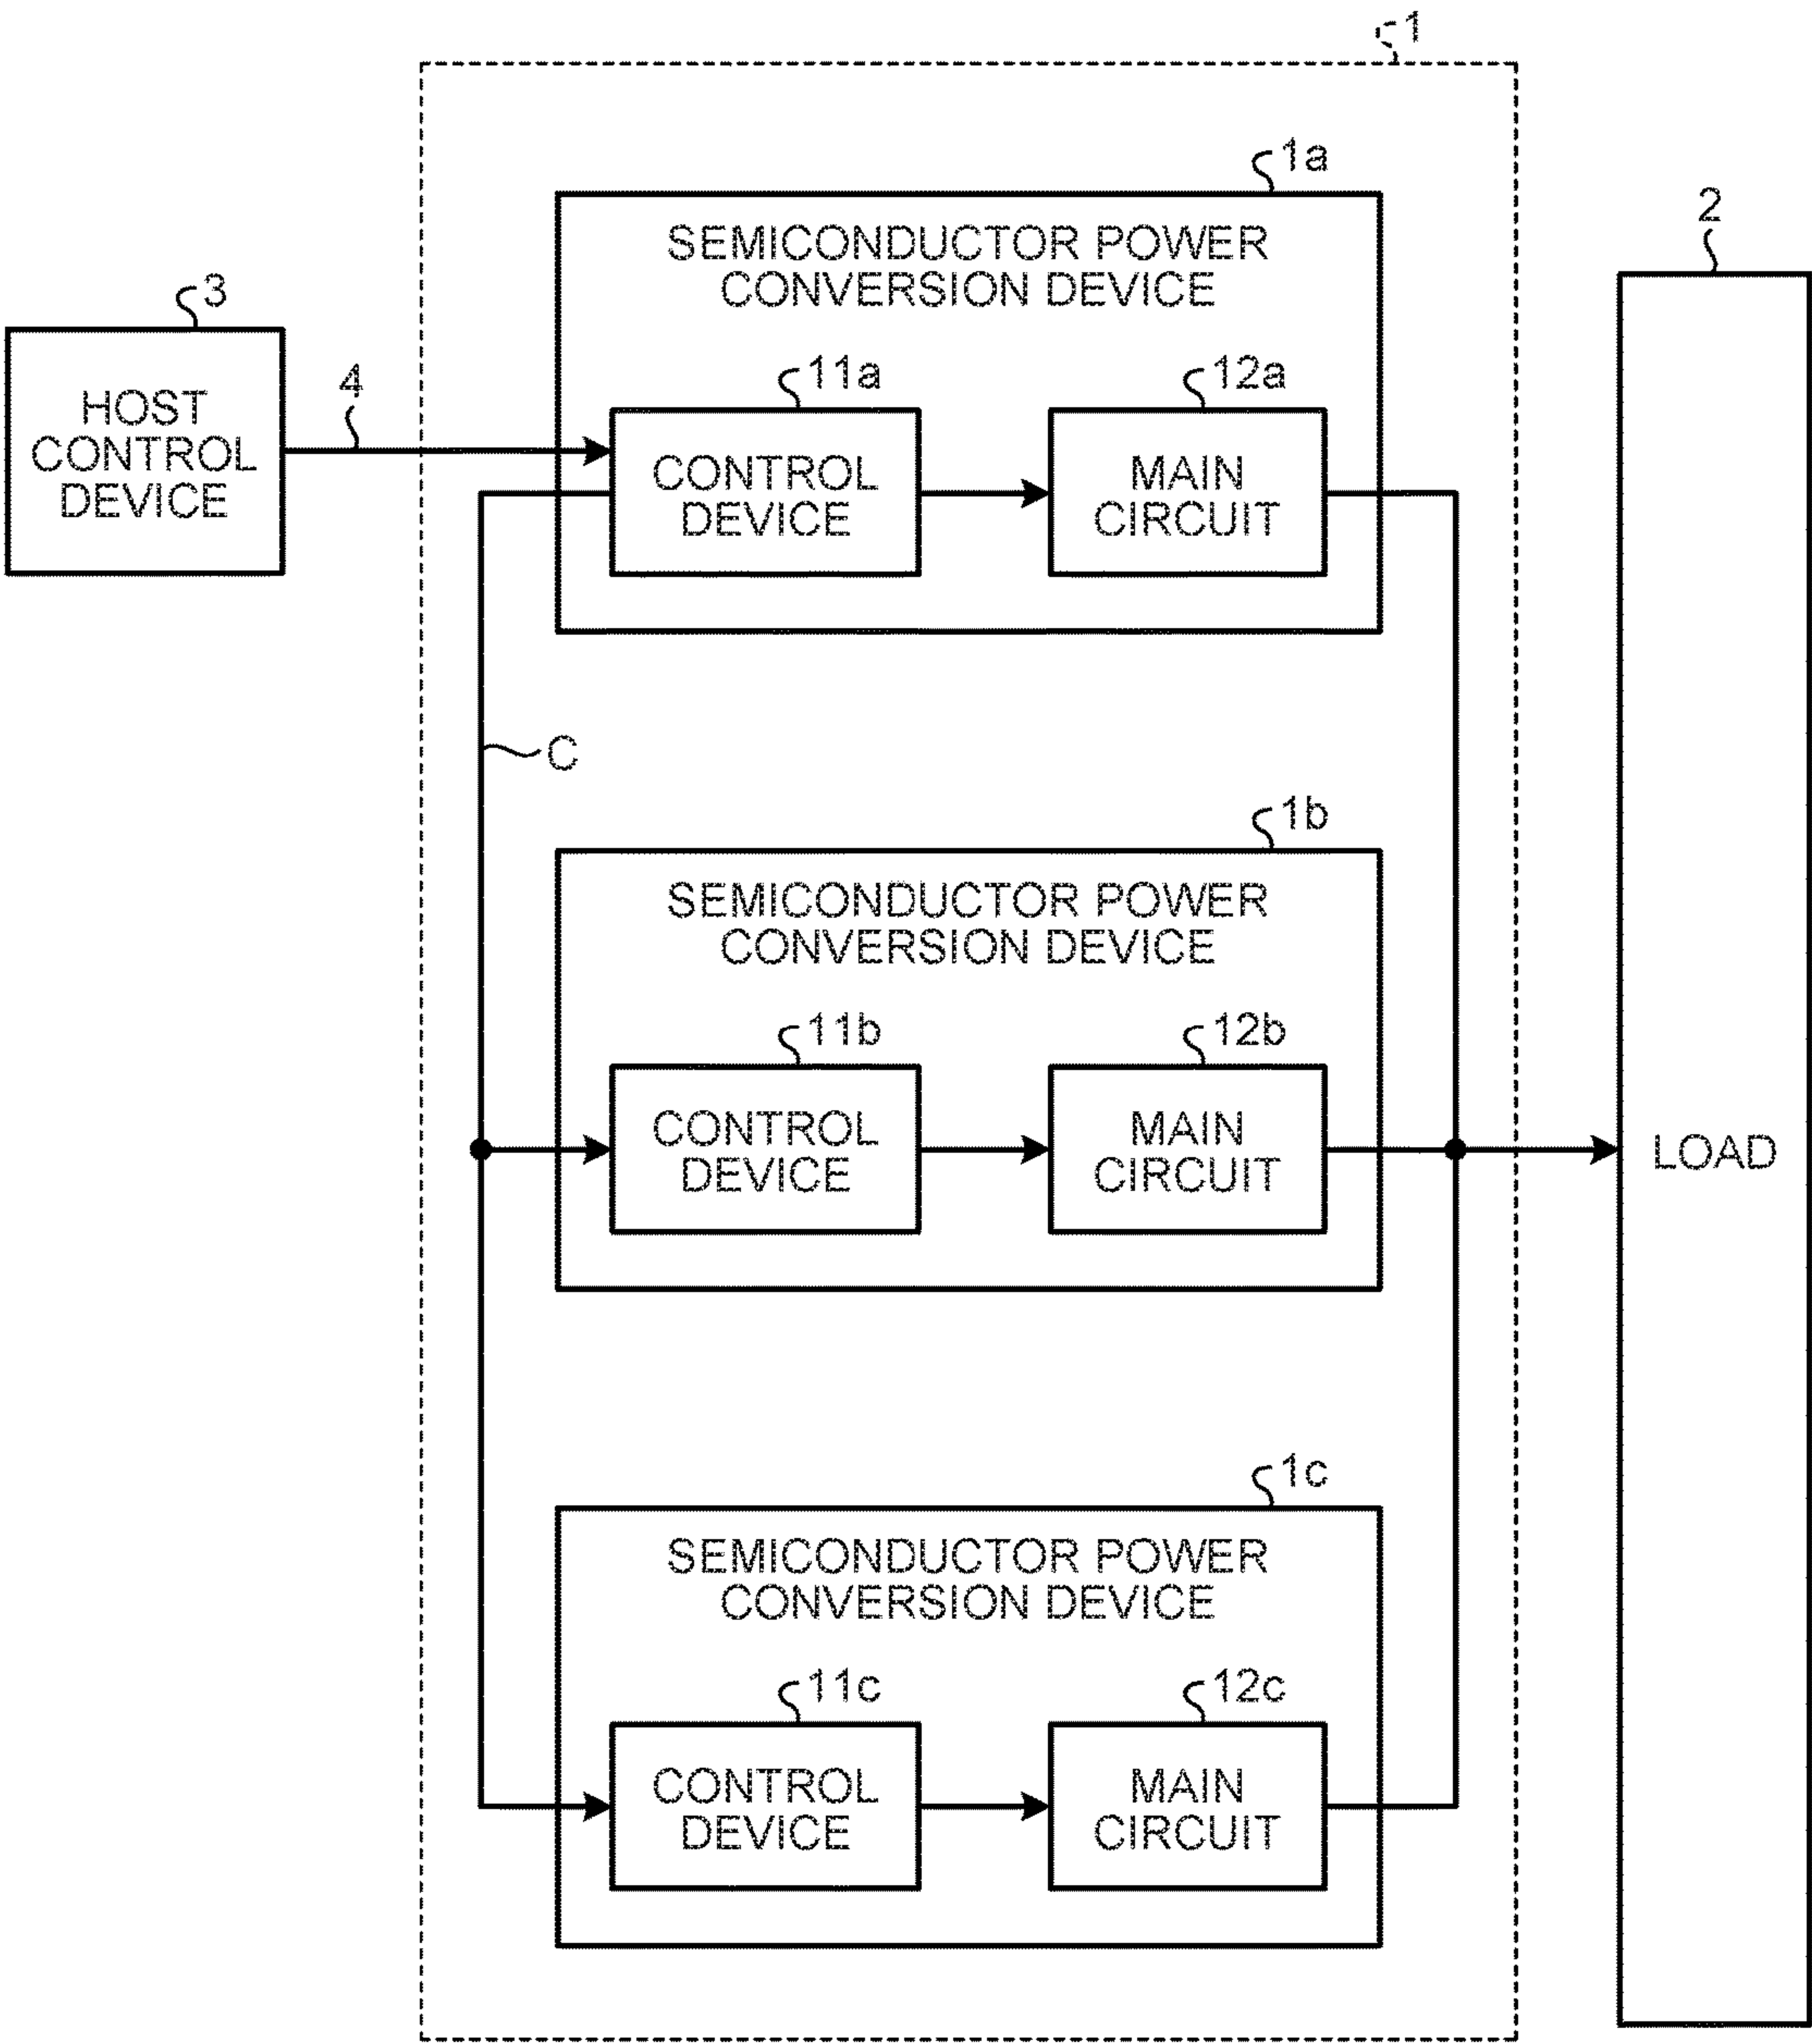 1
1a
SEMICONDUCTOR POWER
CONVERSION DEVICE
2
3
HOST
CONTROL
DEVICE
4
11a
CONTROL
DEVICE
12a
MAIN
CIRCUIT
C
1b
SEMICONDUCTOR POWER
CONVERSION DEVICE
11b
CONTROL
DEVICE
12b
MAIN
CIRCUIT
LOAD
1c
SEMICONDUCTOR POWER
CONVERSION DEVICE
11c
CONTROL
DEVICE
12c
MAIN
CIRCUIT